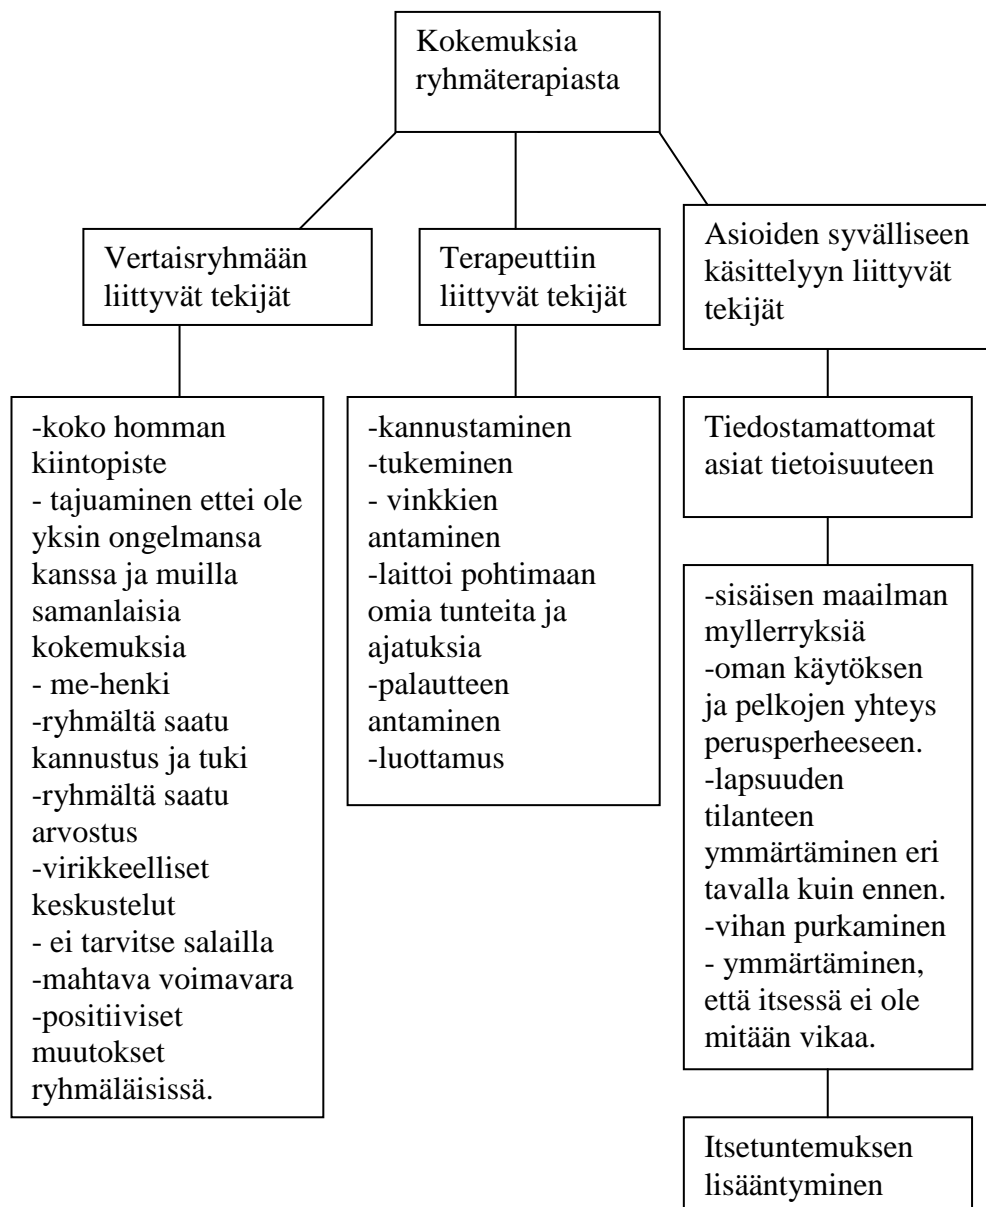 Kokemuksia
ryhmäterapiasta
Vertaisryhmään
liittyvät tekijät
Terapeuttiin
liittyvät tekijät
Asioiden syvälliseen
käsittelyyn liittyvät
tekijät
-koko homman
kiintopiste
- tajuaminen ettei ole
yksin ongelmansa
kanssa ja muilla
samanlaisia
kokemuksia
- me-henki
-ryhmältä saatu
kannustus ja tuki
-ryhmältä saatu
arvostus
-virikkeelliset
keskustelut
- ei tarvitse salailla
-mahtava voimavara
-positiiviset
muutokset
ryhmäläisissä.
-kannustaminen
-tukeminen
- vinkkien
antaminen
-laittoi pohtimaan
omia tunteita ja
ajatuksia
-palautteen
antaminen
-luottamus
Tiedostamattomat
asiat tietoisuuteen
-sisäisen maailman
myllerryksiä
-oman käytöksen
ja pelkojen yhteys
perusperheeseen.
-lapsuuden
tilanteen
ymmärtäminen eri
tavalla kuin ennen.
-vihan purkaminen
- ymmärtäminen,
että itsessä ei ole
mitään vikaa.
Itsetuntemuksen
lisääntyminen